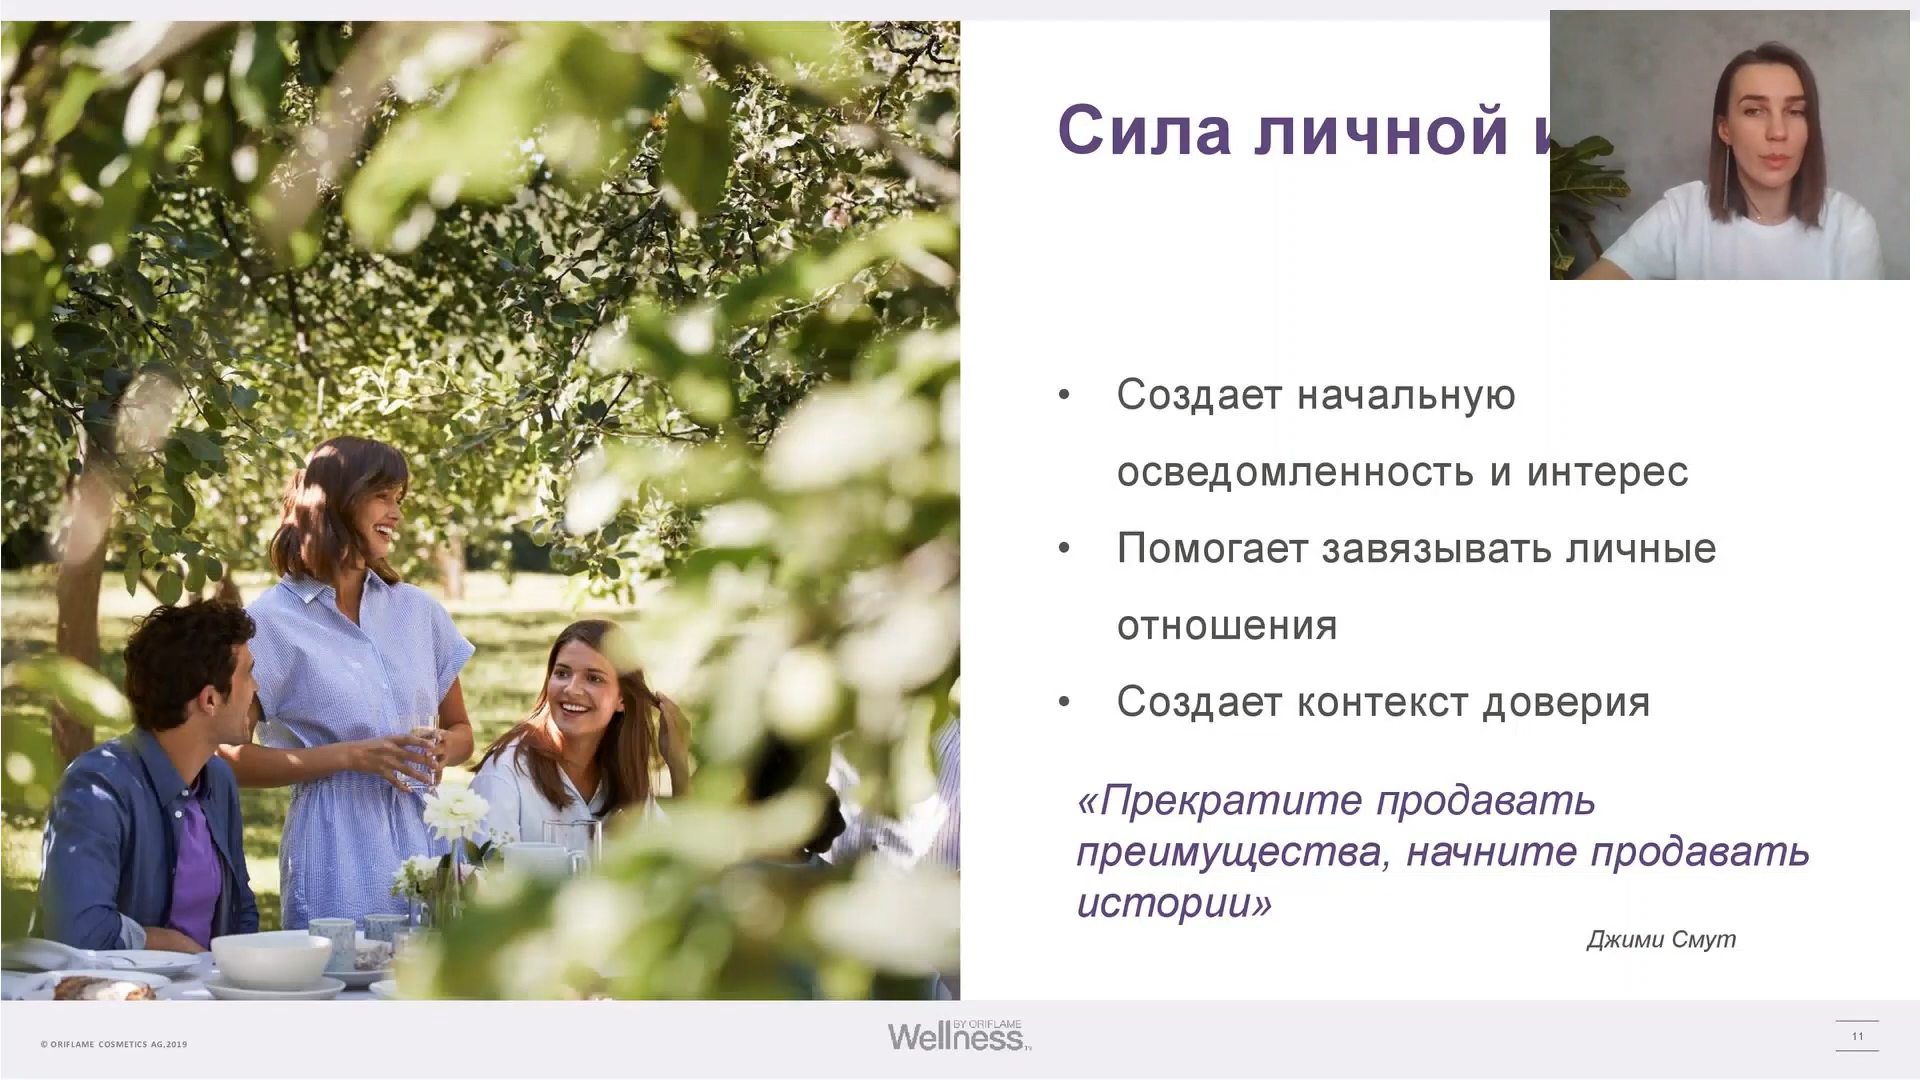 Сила личной
• Создает начальную
осведомленность и интерес
• Помогает завязывать личные
отношения
• Создает контекст доверия
«Прекратите продавать
преимущества, начните продавать
истории»
Джими Смут
© ORIFLAME COSMETICS AG,2019
BY ORIFLAME
Wellness TM
11